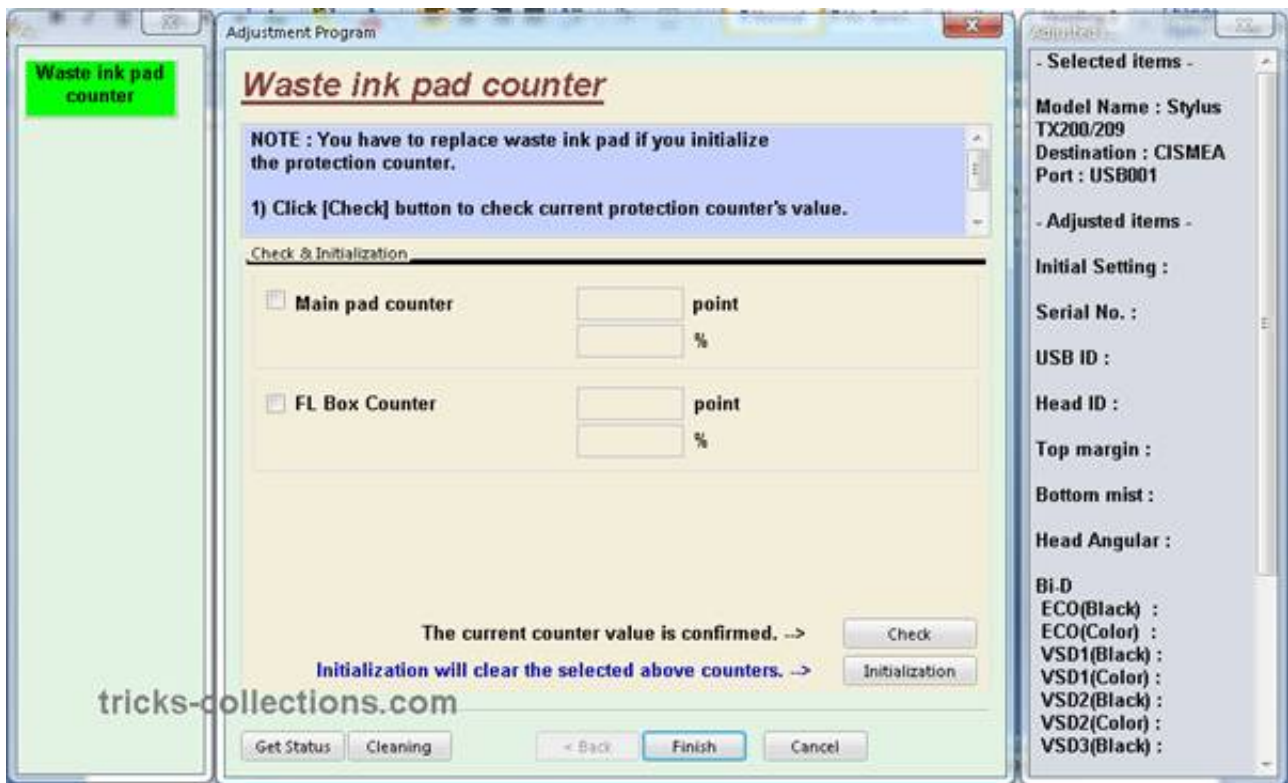 Waste ink pad
counter
Adjustment Program
Waste ink pad counter
NOTE : You have to replace waste ink pad if you initialize
the protection counter.
1) Click [Check] button to check current protection counter's value.
Check & Initialization
Main pad counter
point
%
FL Box Counter
point
%
The current counter value is confirmed. -->
Check
Initialization will clear the selected above counters. -->
Initialization
tricks-collections.com
Get Status
Cleaning
< Back
Finish
Cancel
- Selected items -
Model Name : Stylus
TX200/209
Destination : CISMEA
Port : USB001
- Adjusted items -
Initial Setting :
Serial No. :
USB ID :
Head ID :
Top margin :
Bottom mist :
Head Angular :
Bi-D
ECO(Black) :
ECO(Color) :
VSD1(Black) :
VSD1(Color) :
VSD2(Black) :
VSD2(Color) :
VSD3(Black) :